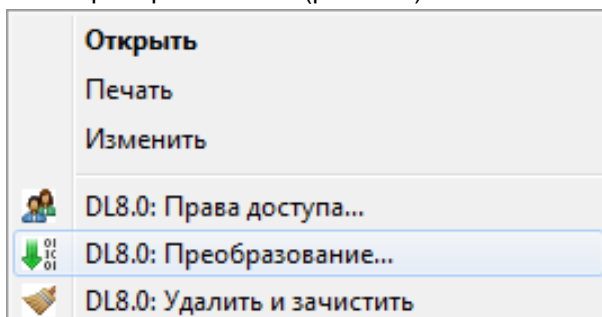 Открыть
Печать
Изменить
DL8.0: Права доступа...
DL8.0: Преобразование...
DL8.0: Удалить и зачистить